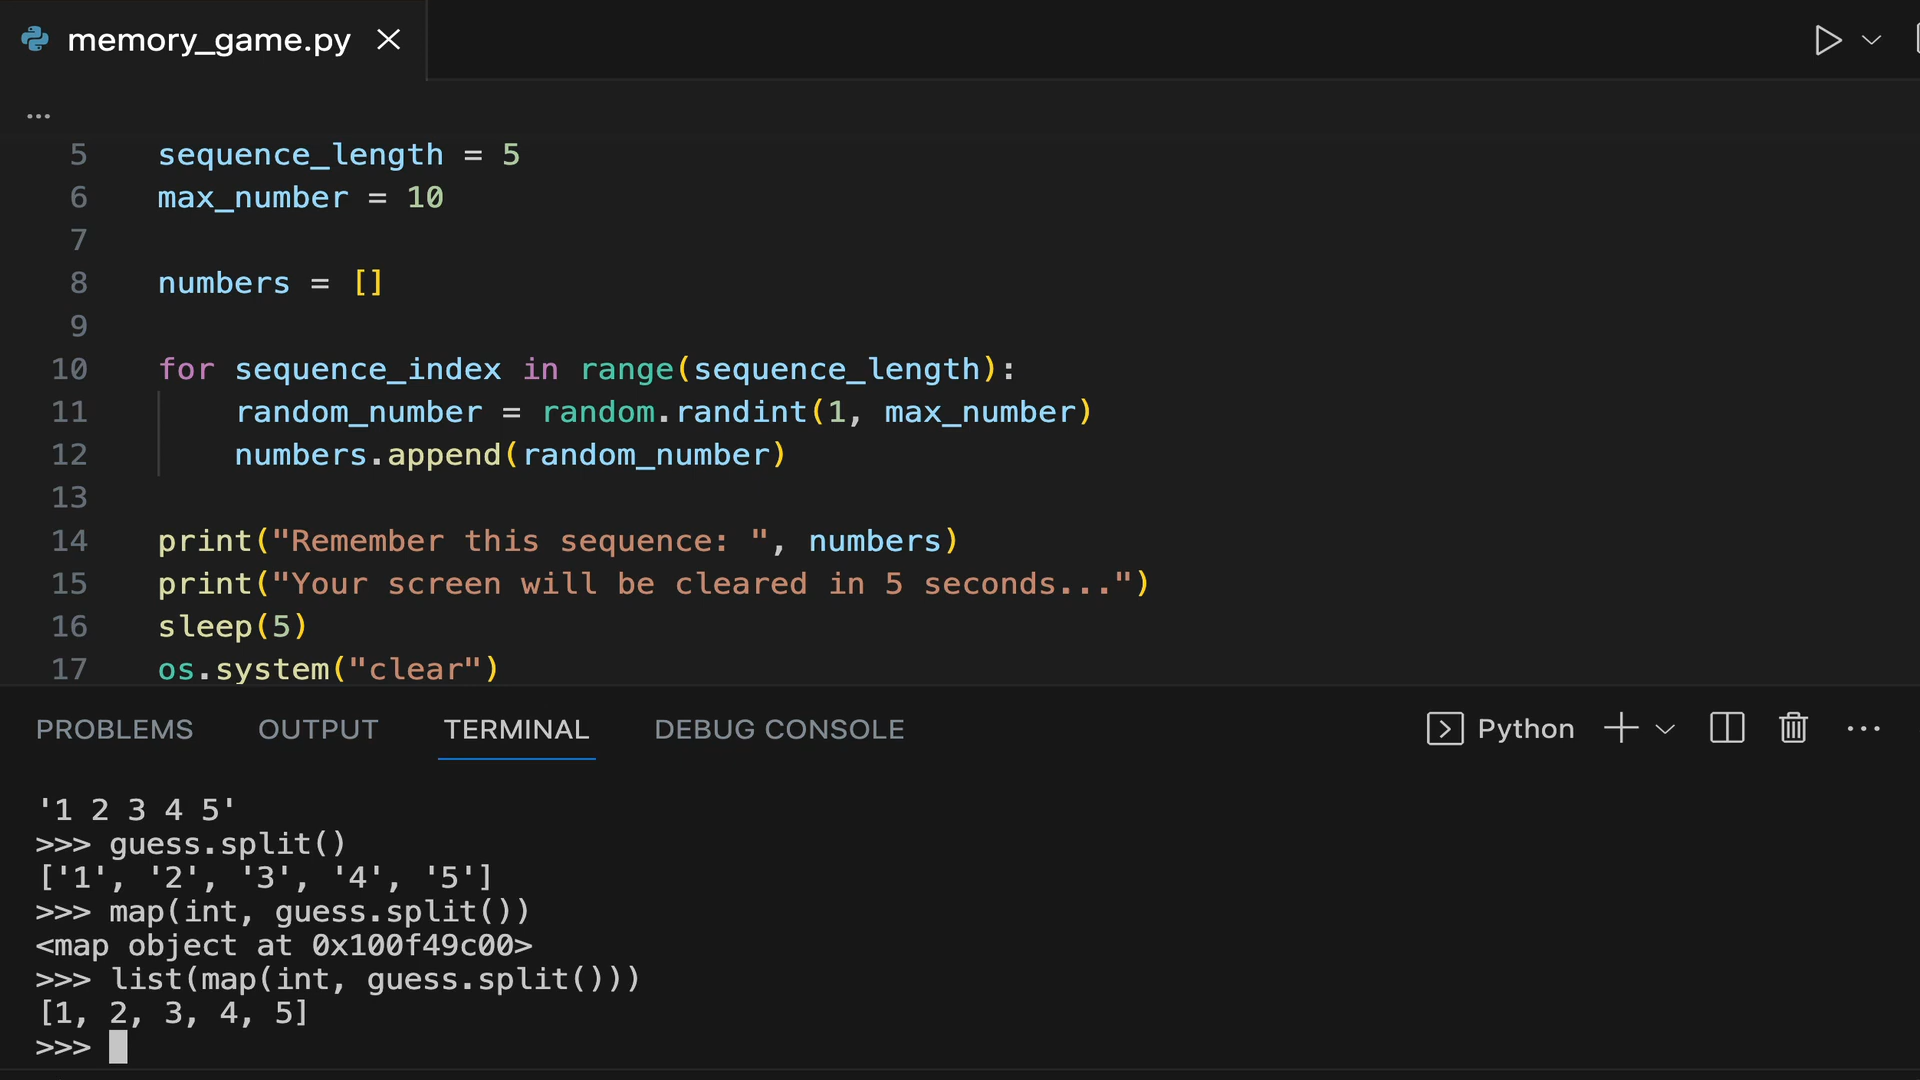 memory_game.py
...
5 sequence_length = 5
6 max_number = 10
7
8 numbers = []
9
10 for sequence_index in range(sequence_length):
11 random_number = random.randint(1, max_number)
12 numbers.append(random_number)
13
14 print("Remember this sequence: ", numbers)
15 print("Your screen will be cleared in 5 seconds...")
16 sleep(5)
17 os.system("clear")
PROBLEMS OUTPUT TERMINAL DEBUG CONSOLE Python
'1 2 3 4 5'
>>> guess.split()
['1', '2', '3', '4', '5']
>>> map(int, guess.split())
<map object at 0x100f49c00>
>>> list(map(int, guess.split()))
[1, 2, 3, 4, 5]
>>>